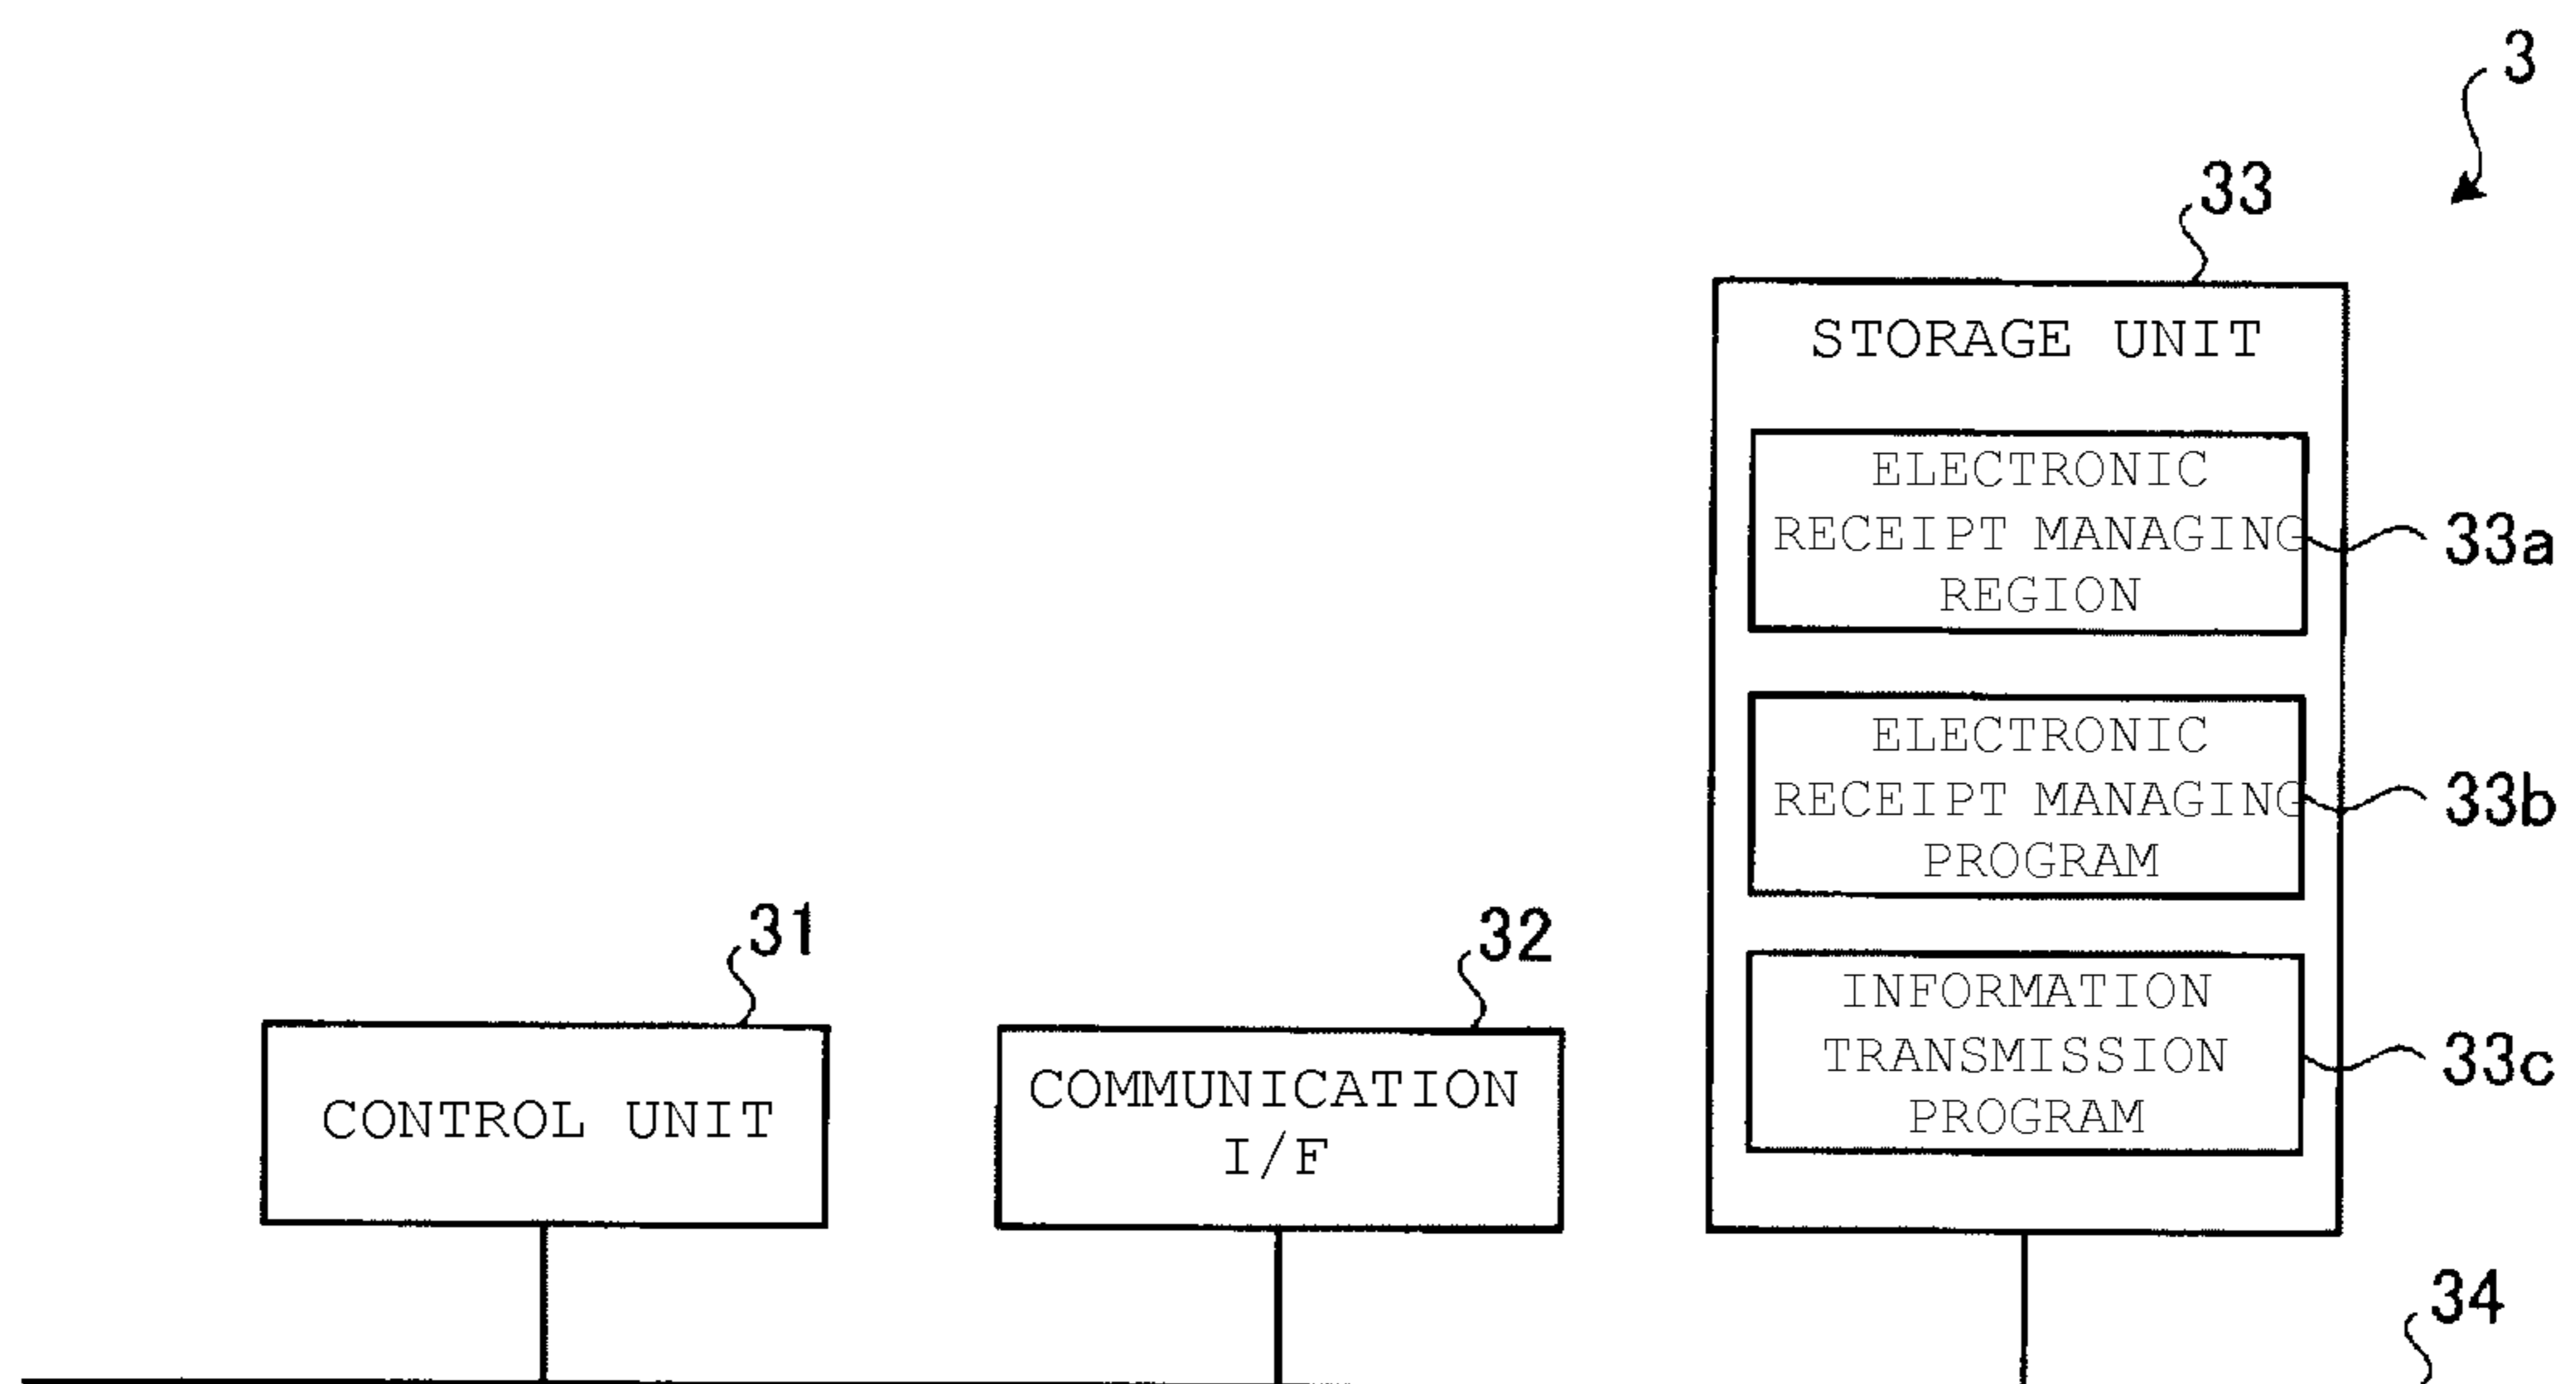 3
33
STORAGE UNIT
ELECTRONIC
RECEIPT MANAGING
REGION
33a
ELECTRONIC
RECEIPT MANAGING
PROGRAM
33b
INFORMATION
TRANSMISSION
PROGRAM
33c
31
CONTROL UNIT
32
COMMUNICATION
I/F
34